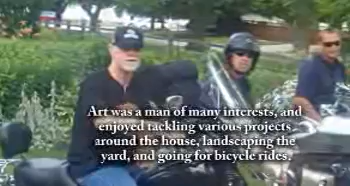 Art was a man of many interests, and
enjoyed tackling various projects
around the house, landscaping the
yard, and going for bicycle rides.